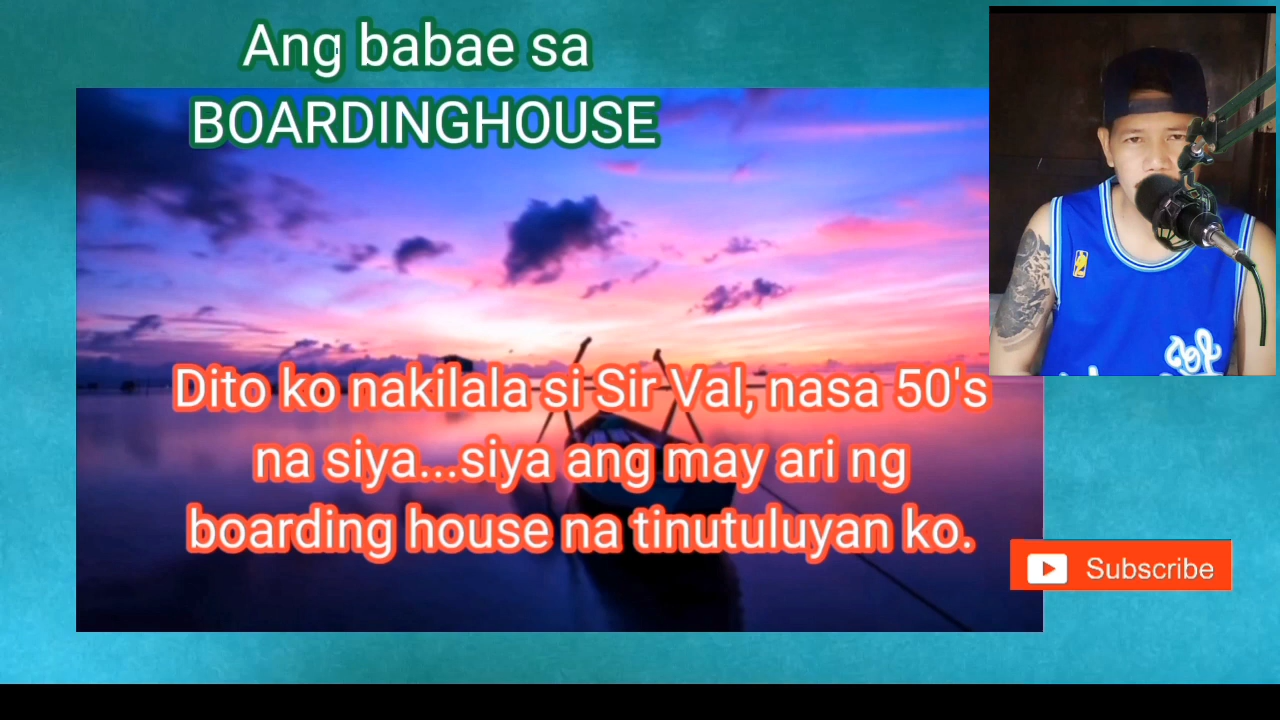 Ang babae sa
BOARDINGHOUSE
Dito ko nakilala si Sir Val, nasa 50's
na siya...siya ang may ari ng
boarding house na tinutuluyan ko.
Subscribe